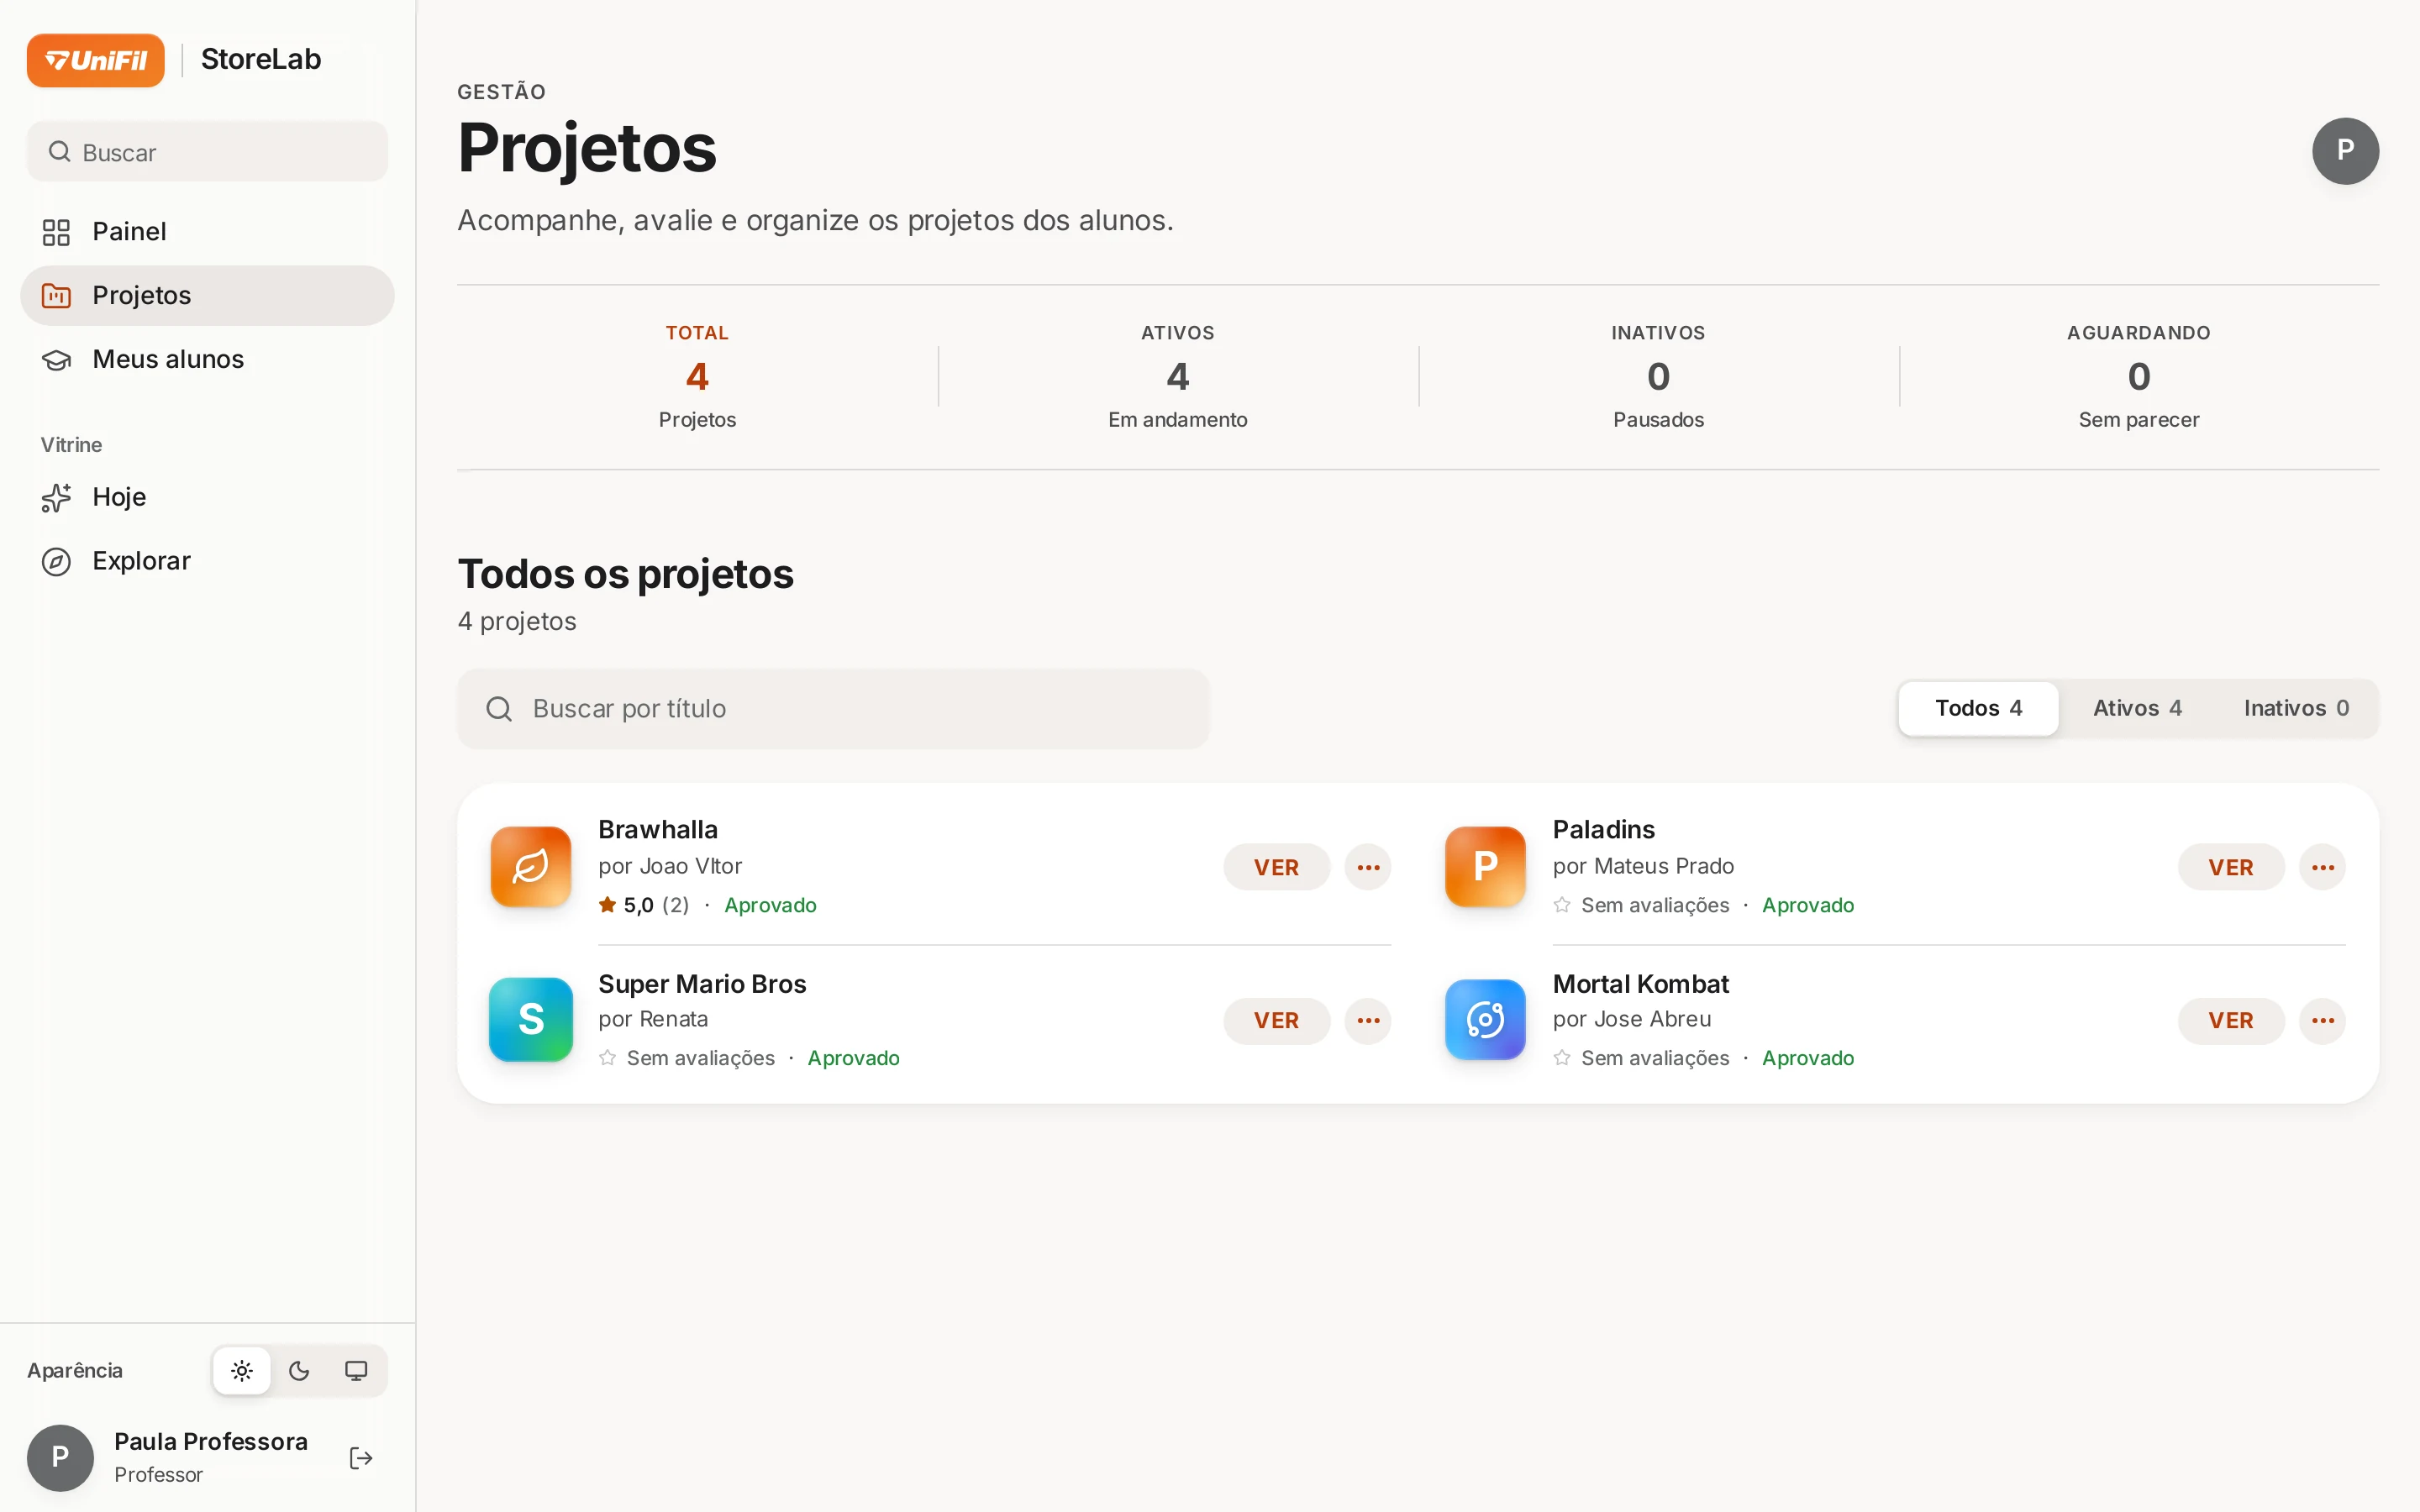 UniFil
StoreLab
Buscar
Painel
Projetos
Meus alunos
Vitrine
Hoje
Explorar
Aparência
P
Paula Professora
Professor
GESTÃO
Projetos
P
Acompanhe, avalie e organize os projetos dos alunos.
TOTAL
4
Projetos
ATIVOS
4
Em andamento
INATIVOS
0
Pausados
AGUARDANDO
0
Sem parecer
Todos os projetos
4 projetos
Buscar por título
Todos 4
Ativos 4
Inativos 0
Brawhalla
por Joao VItor
5,0 (2) · Aprovado
VER
P
Paladins
por Mateus Prado
Sem avaliações · Aprovado
VER
S
Super Mario Bros
por Renata
Sem avaliações · Aprovado
VER
Mortal Kombat
por Jose Abreu
Sem avaliações · Aprovado
VER